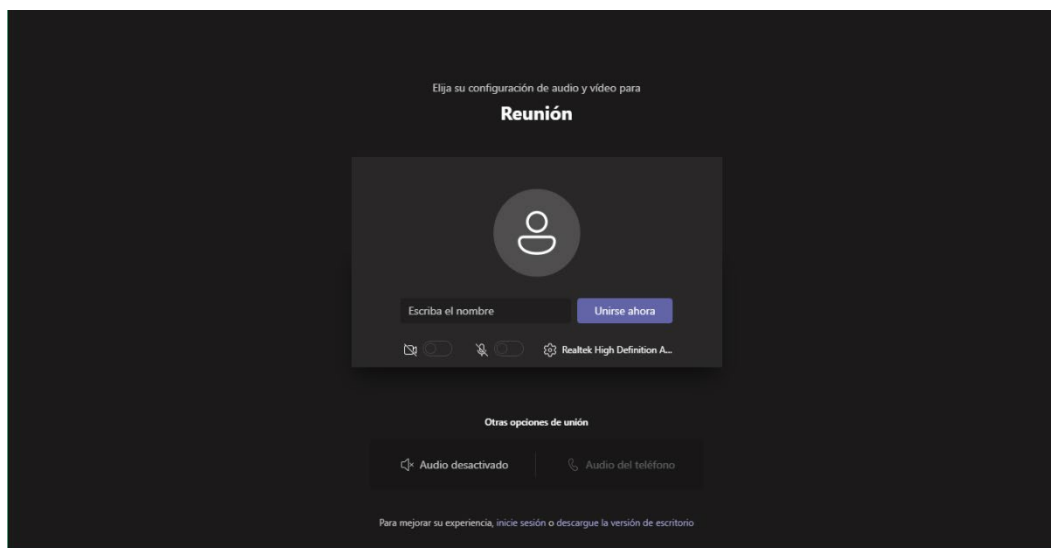 Elija su configuración de audio y vídeo para
Reunión
Escriba el nombre
Unirse ahora
Realtek High Definition A...
Otras opciones de unión
Audio desactivado
Audio del teléfono
Para mejorar su experiencia, inicie sesión o descargue la versión de escritorio